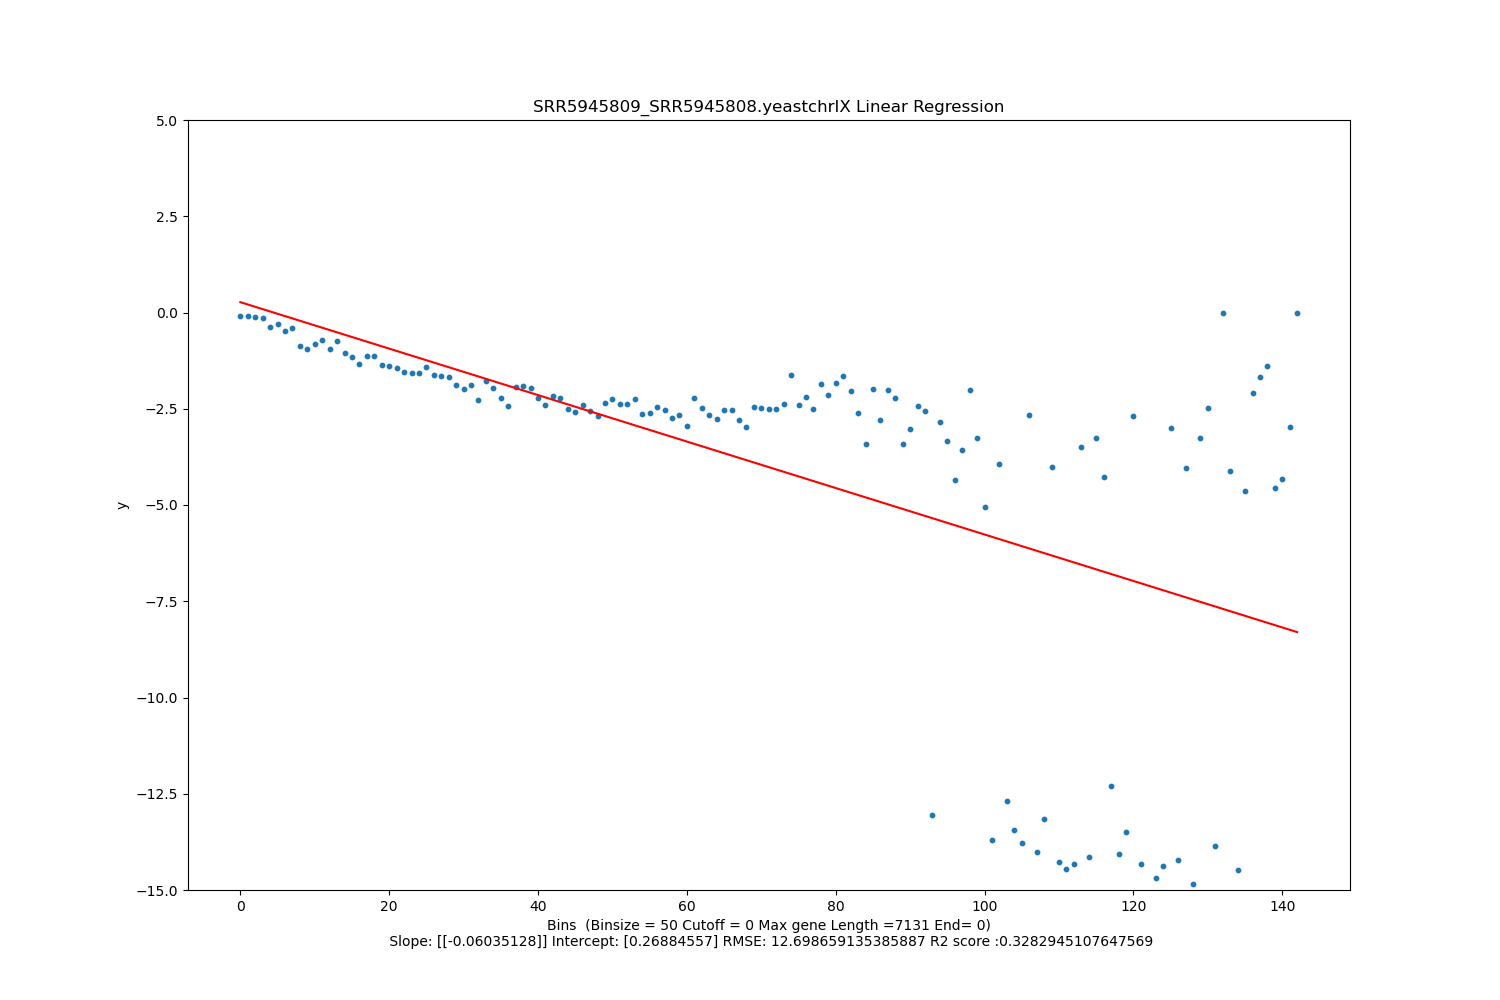 SRR5945809_SRR5945808.yeastchrIX Linear Regression
5.0
2.5
0.0
−2.5
−5.0
−7.5
−10.0
−12.5
−15.0
y
0 20 40 60 80 100 120 140
Bins  (Binsize = 50 Cutoff = 0 Max gene Length =7131 End= 0)
Slope: [[-0.06035128]] Intercept: [0.26884557] RMSE: 12.698659135385887 R2 score :0.3282945107647569